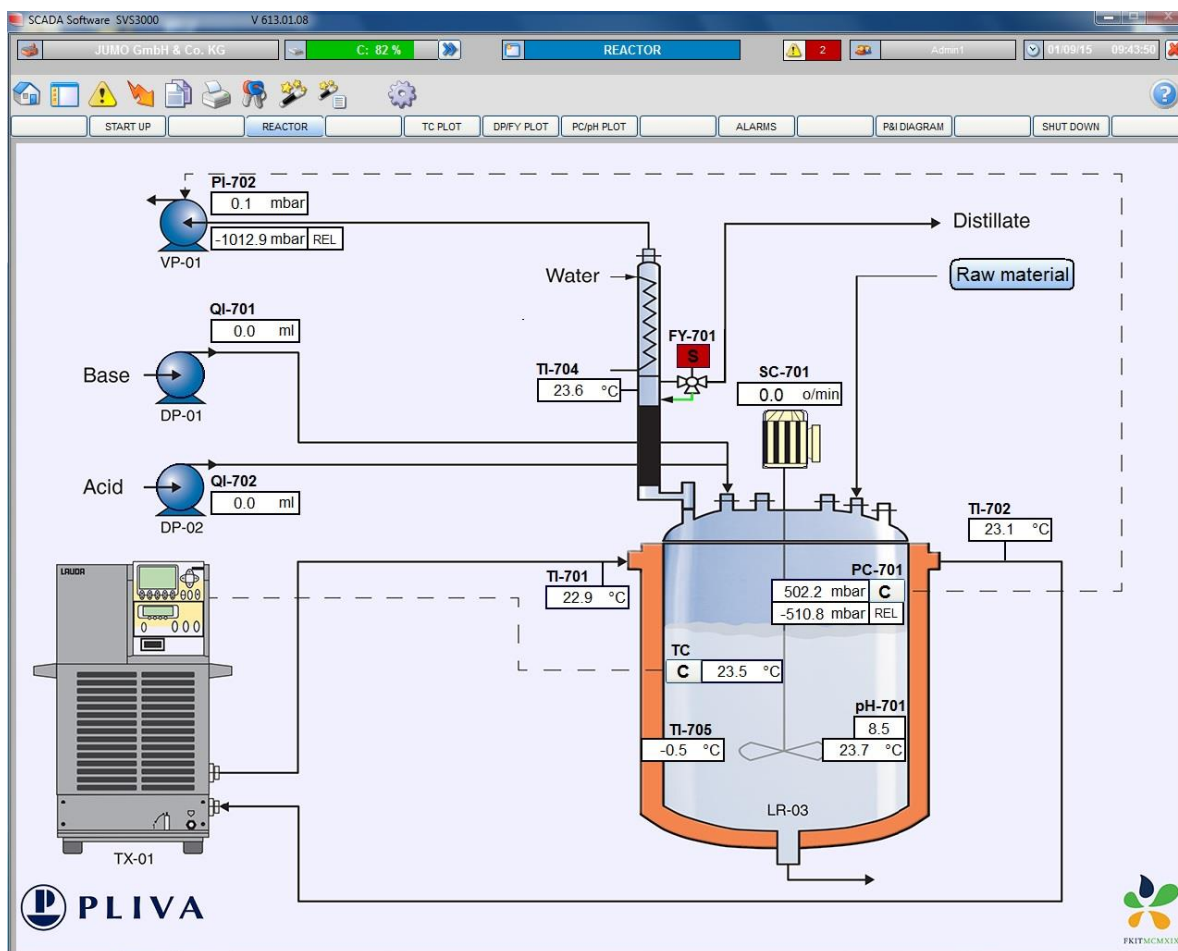 SCADA Software SVS3000 V 613.01.08
JUMO GmbH & Co. KG C: 82 % REACTOR 2 Admin1 01/09/15 09:43:50
START UP REACTOR TC PLOT DP/FY PLOT PC/pH PLOT ALARMS P&I DIAGRAM SHUT DOWN
PI-702
0.1 mbar
-1012.9 mbar REL
VP-01
Distillate
Water
Raw material
QI-701
0.0 ml
Base
DP-01
FY-701
S
TI-704
23.6 °C
SC-701
0.0 o/min
Acid
QI-702
0.0 ml
DP-02
TI-702
23.1 °C
LAUDA
TI-701
22.9 °C
PC-701
502.2 mbar C
-510.8 mbar REL
TC
C 23.5 °C
pH-701
8.5
23.7 °C
TI-705
-0.5 °C
LR-03
TX-01
PLIVA
FKITMCMXIX